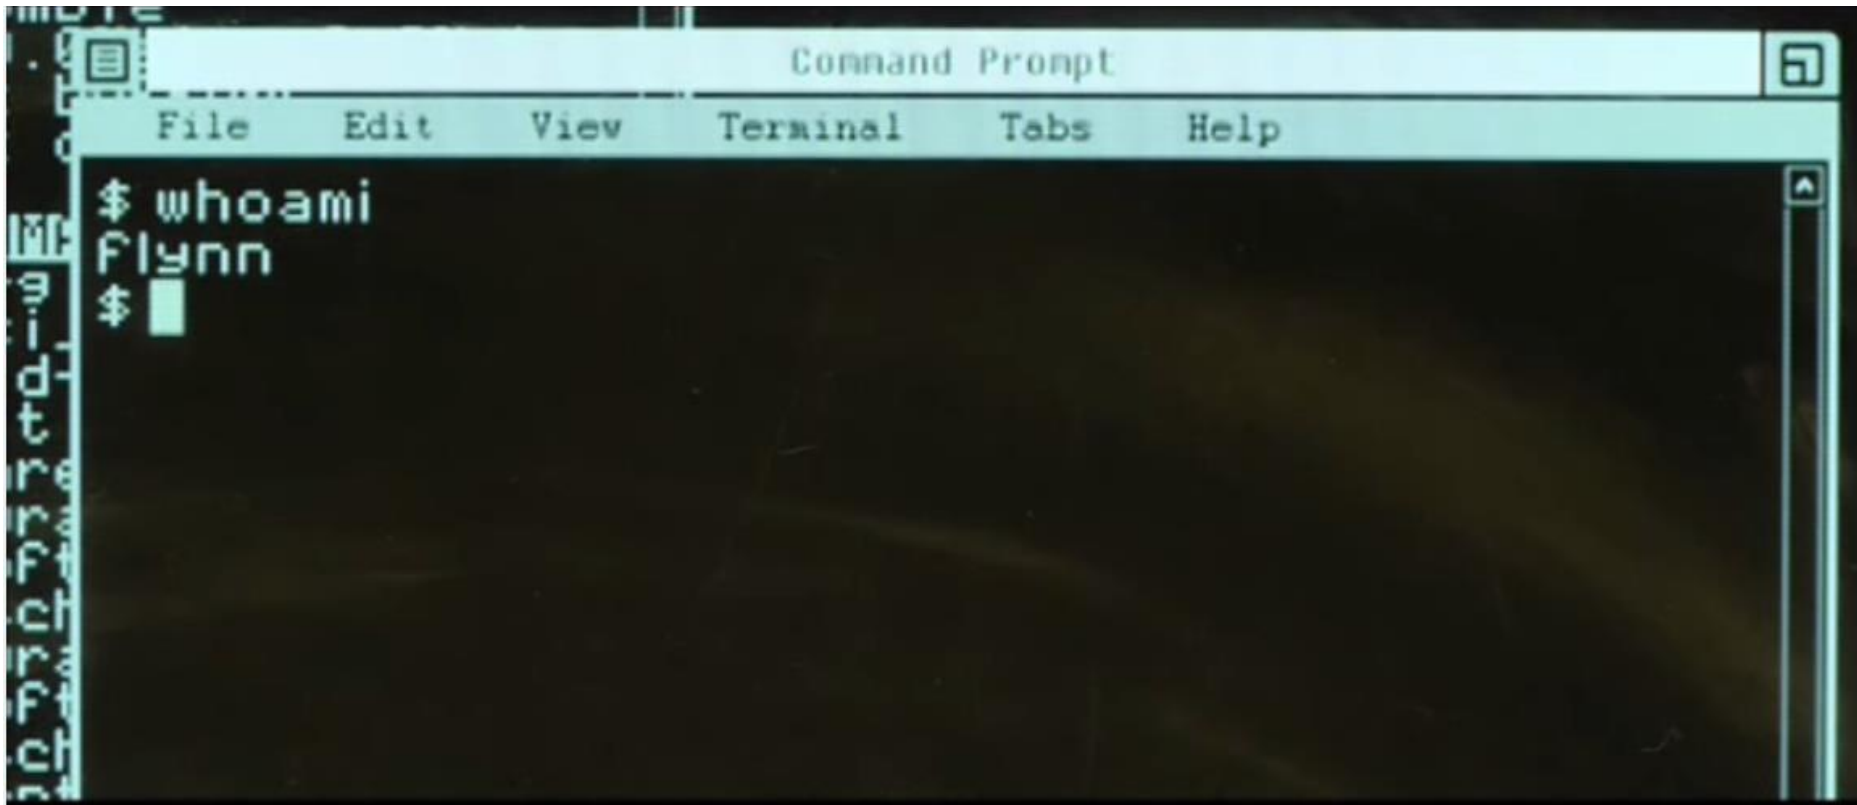 Command Prompt
File Edit View Terminal Tabs Help
$ whoami
flynn
$